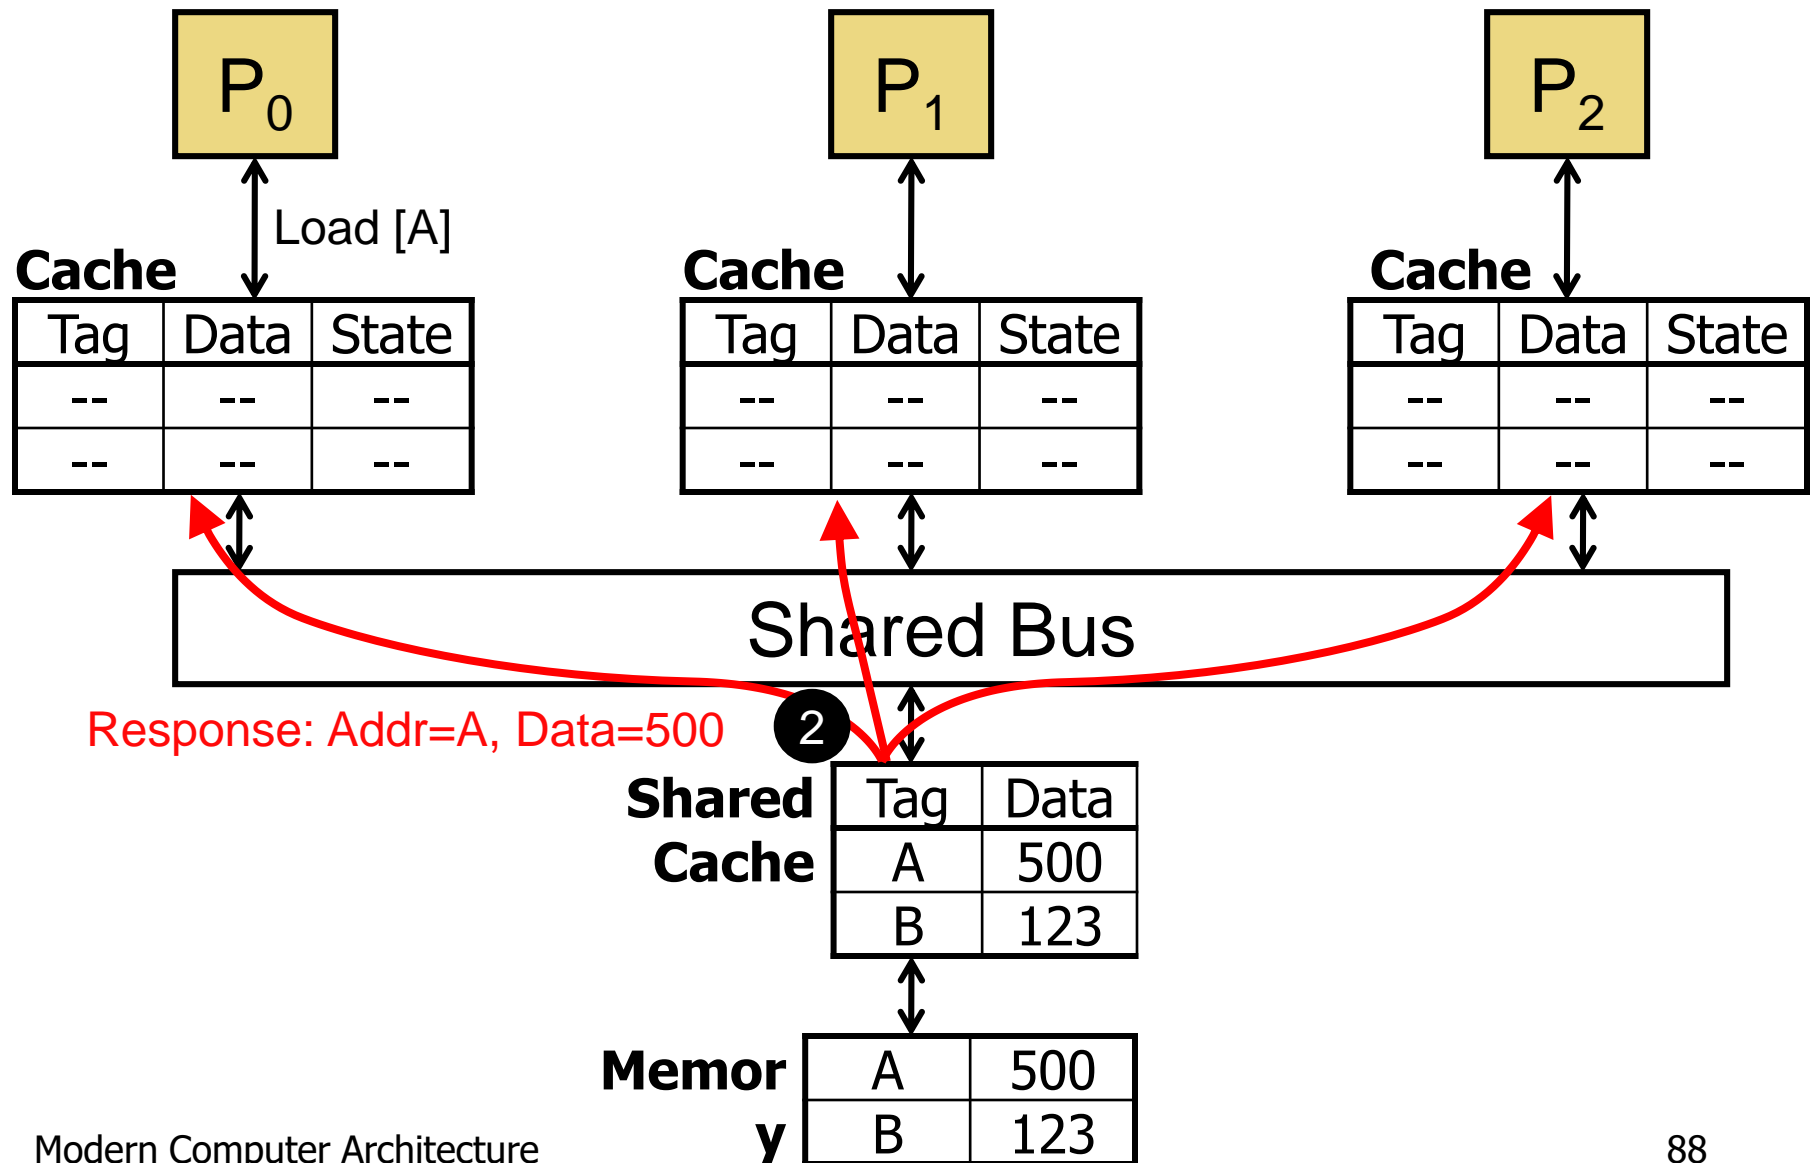 P0 P1 P2
Load [A]
Cache Cache Cache
Tag Data State Tag Data State Tag Data State
-- -- -- -- -- -- -- -- --
-- -- -- -- -- -- -- -- --
Shared Bus
Response: Addr=A, Data=500 2
Shared Tag Data
Cache A 500
B 123
Memor A 500
y B 123
Modern Computer Architecture 88